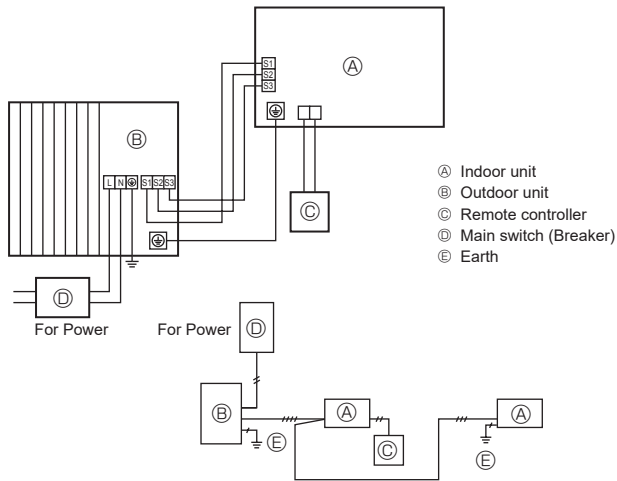 S1
S2
S3
Ⓐ
Ⓑ
L N S1 S2 S3
Ⓒ
Ⓓ
For Power
Ⓐ Indoor unit
Ⓑ Outdoor unit
Ⓒ Remote controller
Ⓓ Main switch (Breaker)
Ⓔ Earth
For Power Ⓓ
Ⓑ
Ⓔ
Ⓐ
Ⓒ
Ⓐ
Ⓔ